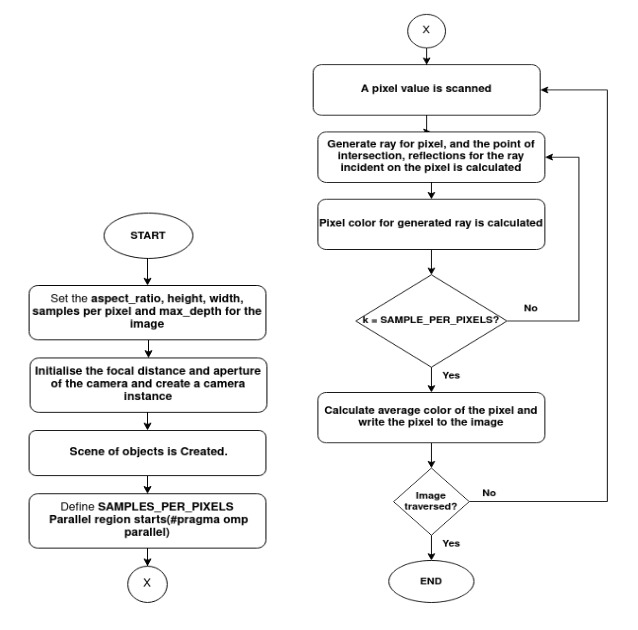 START
Set the aspect_ratio, height, width,
samples per pixel and max_depth for the
image
Initialise the focal distance and aperture
of the camera and create a camera
instance
Scene of objects is Created.
Define SAMPLES_PER_PIXELS
Parallel region starts(#pragma omp
parallel)
X
X
A pixel value is scanned
Generate ray for pixel, and the point of
intersection, reflections for the ray
incident on the pixel is calculated
Pixel color for generated ray is calculated
k = SAMPLE_PER_PIXELS?
No
Yes
Calculate average color of the pixel and
write the pixel to the image
Image
traversed?
No
Yes
END